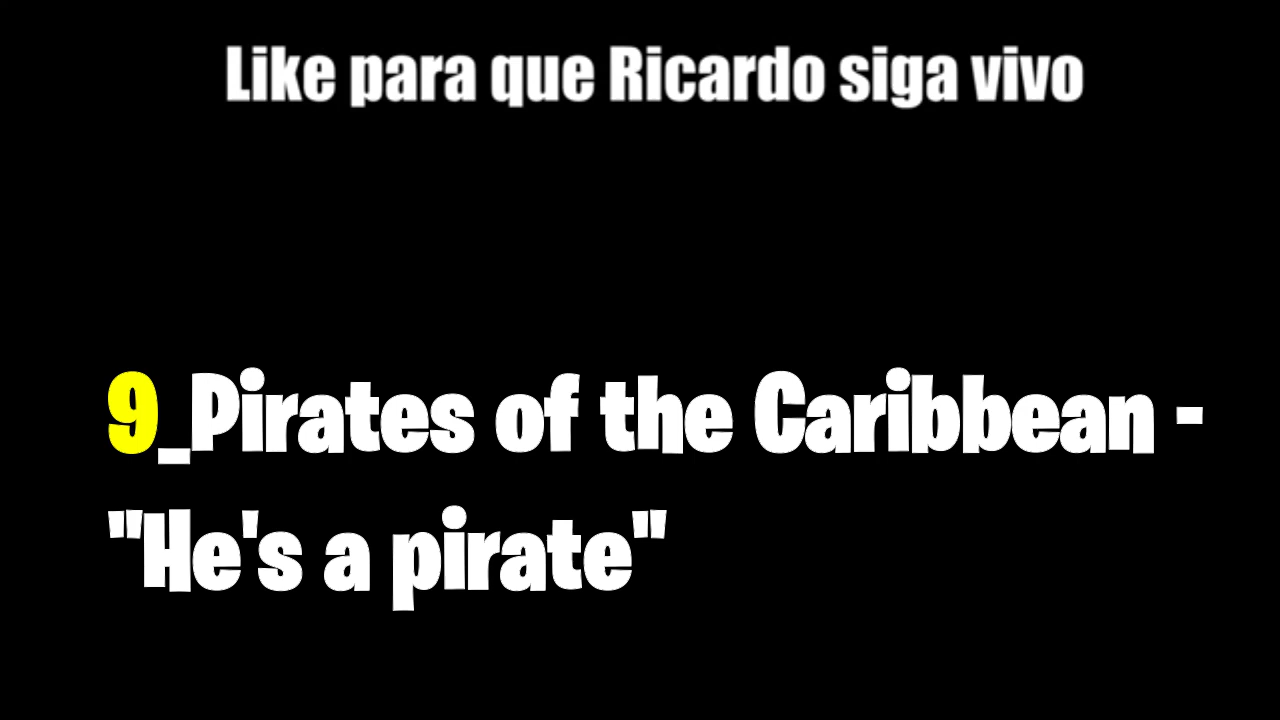 Like para que Ricardo siga vivo
9_Pirates of the Caribbean -
"He's a pirate"